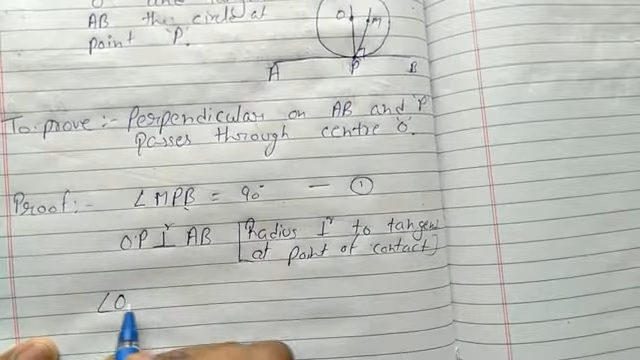 AB the circle at
point 'P'.
O
M
A
P
B
To prove :- Perpendicular on AB and 'P'
passes through centre 'O'.
Proof :- ∠MPB = 90° — ①
OP ⊥r AB [Radius ⊥r to tangent
at point of contact]
∠O